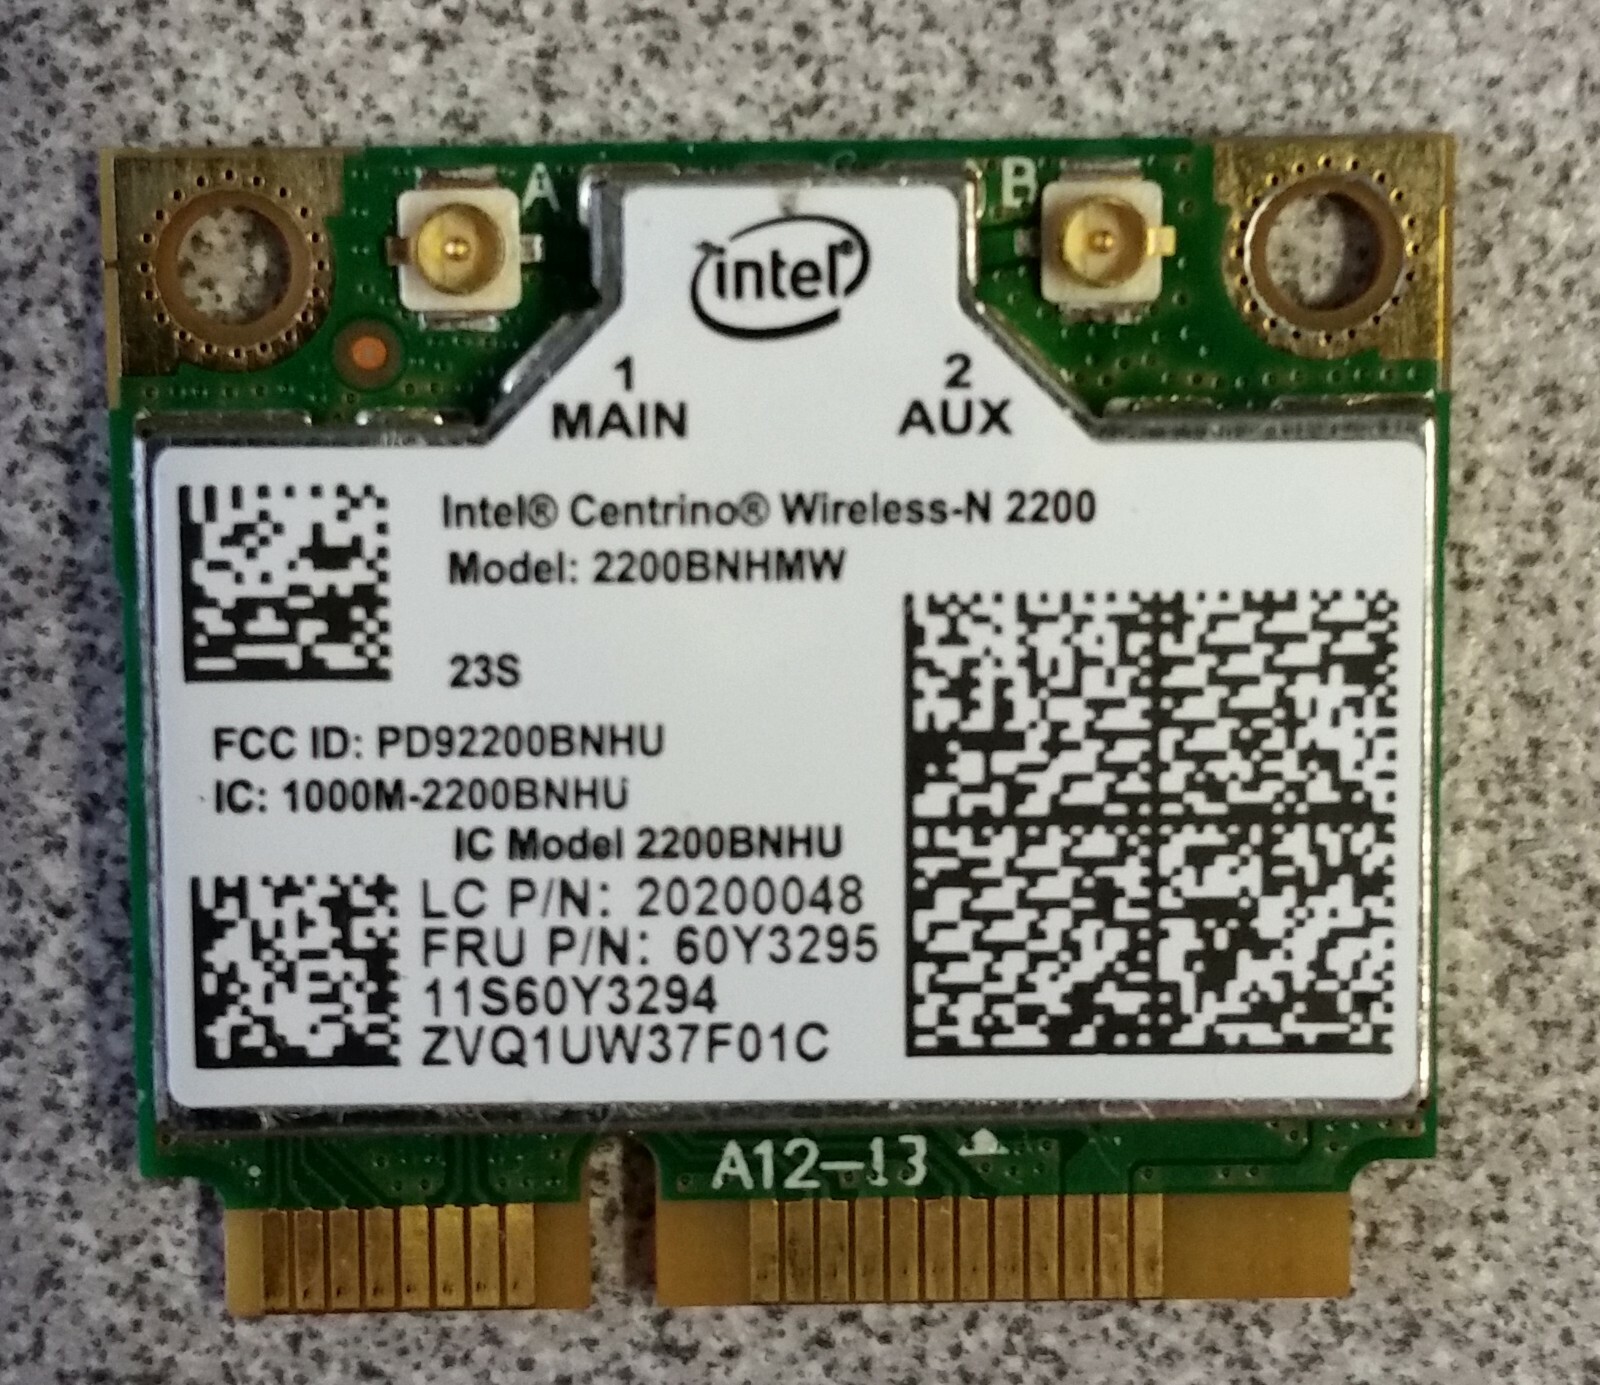 A
B
intel®
1
MAIN
2
AUX
Intel® Centrino® Wireless-N 2200
Model: 2200BNHMW
23S
FCC ID: PD92200BNHU
IC: 1000M-2200BNHU
IC Model 2200BNHU
LC P/N: 20200048
FRU P/N: 60Y3295
11S60Y3294
ZVQ1UW37F01C
A12-13